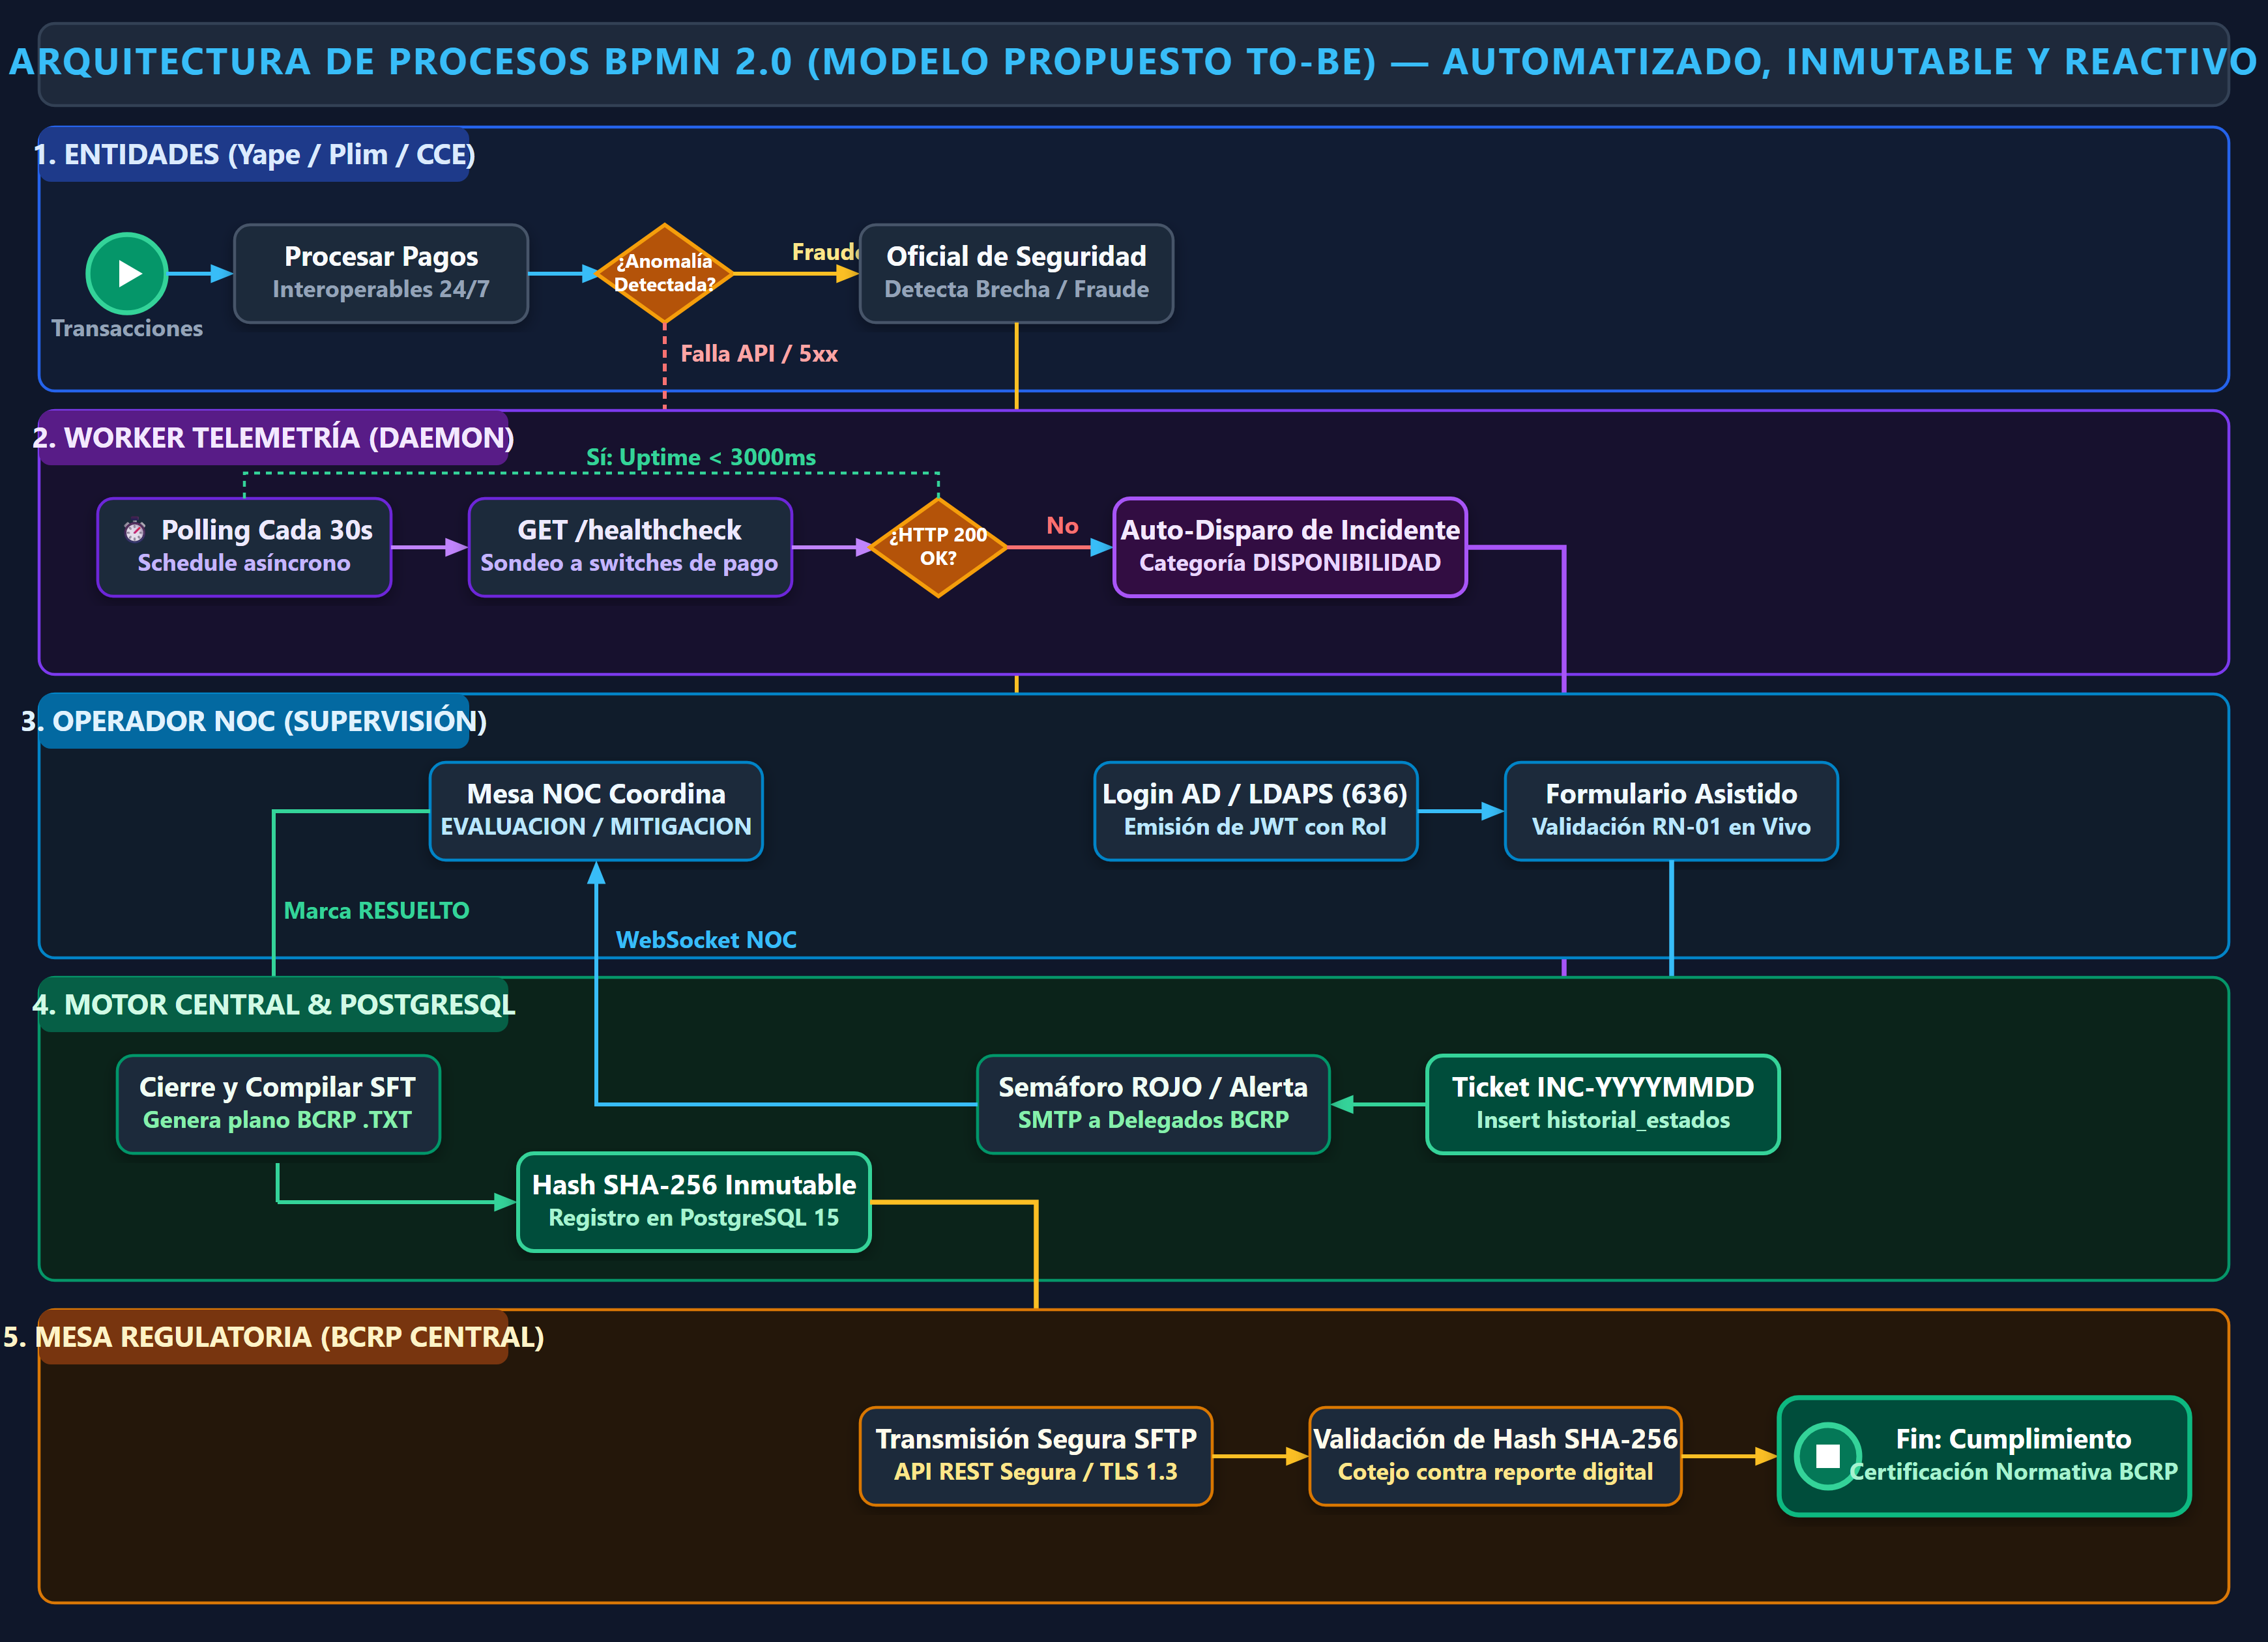 ARQUITECTURA DE PROCESOS BPMN 2.0 (MODELO PROPUESTO TO-BE) — AUTOMATIZADO, INMUTABLE Y REACTIVO
1. ENTIDADES (Yape / Plim / CCE)
Transacciones
Procesar Pagos
Interoperables 24/7
¿Anomalía
Detectada?
Fraude
Oficial de Seguridad
Detecta Brecha / Fraude
Falla API / 5xx
2. WORKER TELEMETRÍA (DAEMON)
Sí: Uptime < 3000ms
Polling Cada 30s
Schedule asíncrono
GET /healthcheck
Sondeo a switches de pago
¿HTTP 200
OK?
No
Auto-Disparo de Incidente
Categoría DISPONIBILIDAD
3. OPERADOR NOC (SUPERVISIÓN)
Mesa NOC Coordina
EVALUACION / MITIGACION
Login AD / LDAPS (636)
Emisión de JWT con Rol
Formulario Asistido
Validación RN-01 en Vivo
Marca RESUELTO
WebSocket NOC
4. MOTOR CENTRAL & POSTGRESQL
Cierre y Compilar SFT
Genera plano BCRP .TXT
Semáforo ROJO / Alerta
SMTP a Delegados BCRP
Ticket INC-YYYYMMDD
Insert historial_estados
Hash SHA-256 Inmutable
Registro en PostgreSQL 15
5. MESA REGULATORIA (BCRP CENTRAL)
Transmisión Segura SFTP
API REST Segura / TLS 1.3
Validación de Hash SHA-256
Cotejo contra reporte digital
Fin: Cumplimiento
Certificación Normativa BCRP